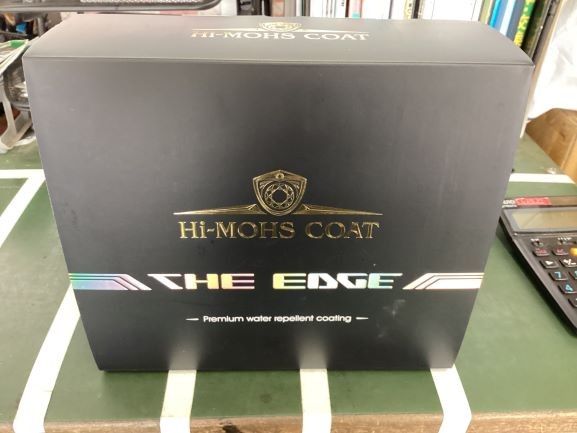 Hi-MOHS COAT
Hi-MOHS COAT
THE EDGE
Premium water repellent coating